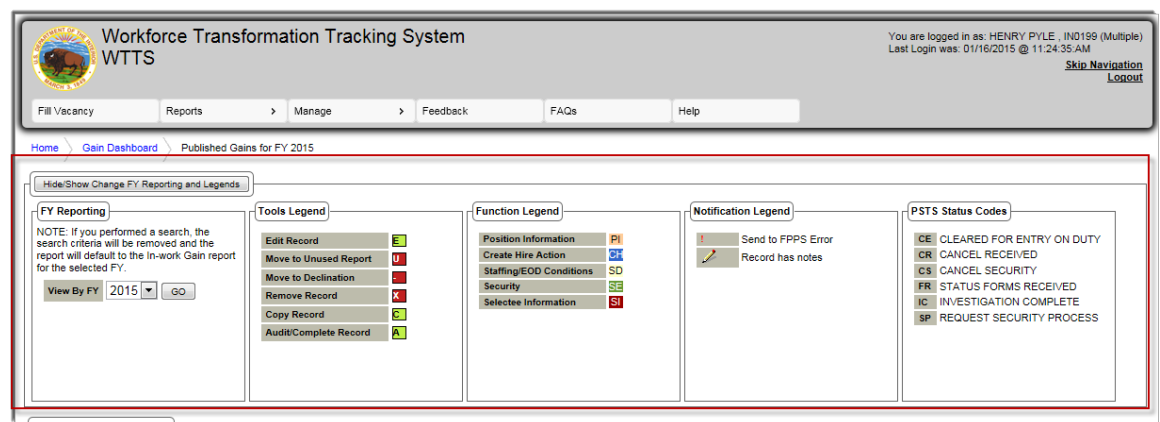 Workforce Transformation Tracking System
WTTS
You are logged in as: HENRY PYLE , IN0199 (Multiple)
Last Login was: 01/16/2015 @ 11:24:35:AM
Skip Navigation
Logout
Fill Vacancy
Reports >
Manage >
Feedback
FAQs
Help
Home
Gain Dashboard
Published Gains for FY 2015
Hide/Show Change FY Reporting and Legends
FY Reporting
NOTE: If you performed a search, the
search criteria will be removed and the
report will default to the In-work Gain report
for the selected FY.
View By FY 2015 GO
Tools Legend
Edit Record E
Move to Unused Report U
Move to Declination -
Remove Record X
Copy Record C
Audit/Complete Record A
Function Legend
Position Information PI
Create Hire Action CH
Staffing/EOD Conditions SD
Security SE
Selectee Information SI
Notification Legend
! Send to FPPS Error
Record has notes
PSTS Status Codes
CE CLEARED FOR ENTRY ON DUTY
CR CANCEL RECEIVED
CS CANCEL SECURITY
FR STATUS FORMS RECEIVED
IC INVESTIGATION COMPLETE
SP REQUEST SECURITY PROCESS